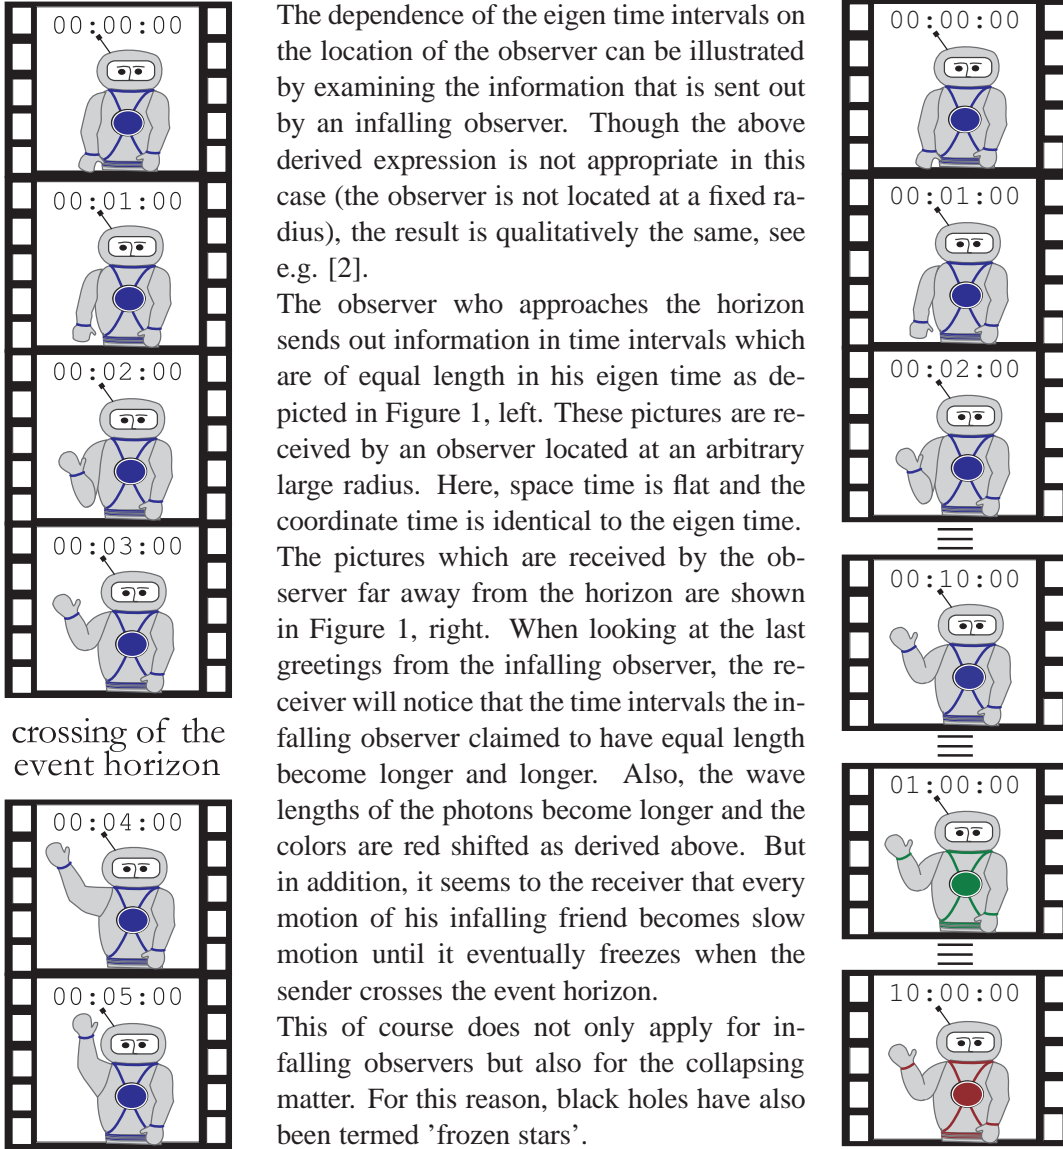 00:00:00
00:01:00
00:02:00
00:03:00
crossing of the
event horizon
00:04:00
00:05:00
The dependence of the eigen time intervals on
the location of the observer can be illustrated
by examining the information that is sent out
by an infalling observer. Though the above
derived expression is not appropriate in this
case (the observer is not located at a fixed ra-
dius), the result is qualitatively the same, see
e.g. [2].
The observer who approaches the horizon
sends out information in time intervals which
are of equal length in his eigen time as de-
picted in Figure 1, left. These pictures are re-
ceived by an observer located at an arbitrary
large radius. Here, space time is flat and the
coordinate time is identical to the eigen time.
The pictures which are received by the ob-
server far away from the horizon are shown
in Figure 1, right. When looking at the last
greetings from the infalling observer, the re-
ceiver will notice that the time intervals the in-
falling observer claimed to have equal length
become longer and longer. Also, the wave
lengths of the photons become longer and the
colors are red shifted as derived above. But
in addition, it seems to the receiver that every
motion of his infalling friend becomes slow
motion until it eventually freezes when the
sender crosses the event horizon.
This of course does not only apply for in-
falling observers but also for the collapsing
matter. For this reason, black holes have also
been termed 'frozen stars'.
00:00:00
00:01:00
00:02:00
00:10:00
01:00:00
10:00:00